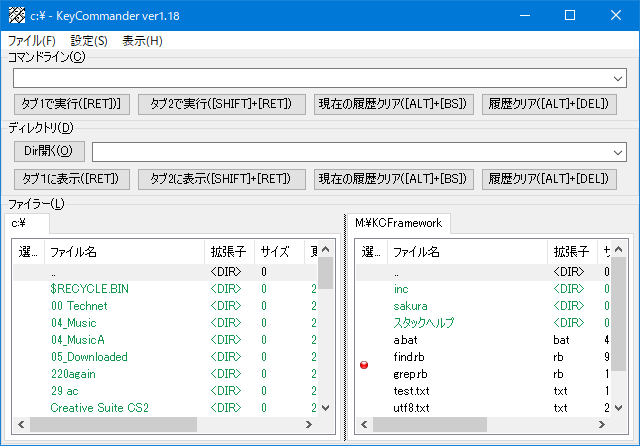 c:¥ - KeyCommander ver1.18
ファイル(F) 設定(S) 表示(H)
コマンドライン(C)
タブ1で実行([RET])] タブ2で実行([SHIFT]+[RET]) 現在の履歴クリア([ALT]+[BS]) 履歴クリア([ALT]+[DEL])
ディレクトリ(D)
Dir開く(O)
タブ1に表示([RET]) タブ2に表示([SHIFT]+[RET]) 現在の履歴クリア([ALT]+[BS]) 履歴クリア([ALT]+[DEL])
ファイラー(L)
c:¥
選... ファイル名 拡張子 サイズ
.. <DIR> 0
$RECYCLE.BIN <DIR> 0 2
00 Technet <DIR> 0 2
04_Music <DIR> 0 2
04_MusicA <DIR> 0 2
05_Downloaded <DIR> 0 2
220again <DIR> 0 2
29 ac <DIR> 0 2
Creative Suite CS2 <DIR> 0 2
M:¥KCFramework
選... ファイル名 拡張子 サ
.. <DIR> 0
inc <DIR> 0
sakura <DIR> 0
スタックヘルプ <DIR> 0
a.bat bat 4
find.rb rb 9
grep.rb rb 1
test.txt txt 1
utf8.txt txt 2